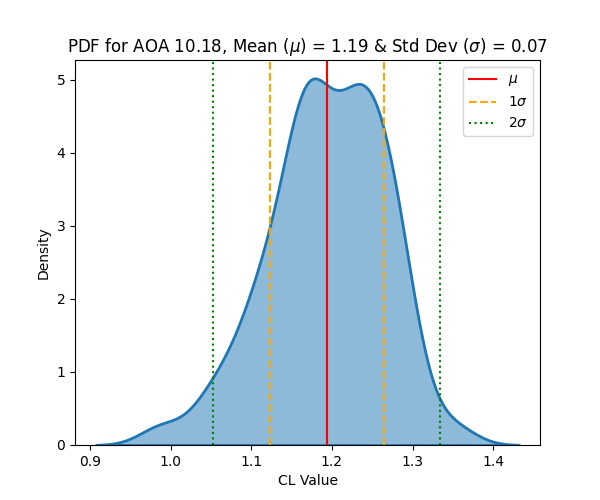 PDF for AOA 10.18, Mean (μ) = 1.19 & Std Dev (σ) = 0.07
μ
1σ
2σ
5
4
3
2
1
0
Density
0.9 1.0 1.1 1.2 1.3 1.4
CL Value